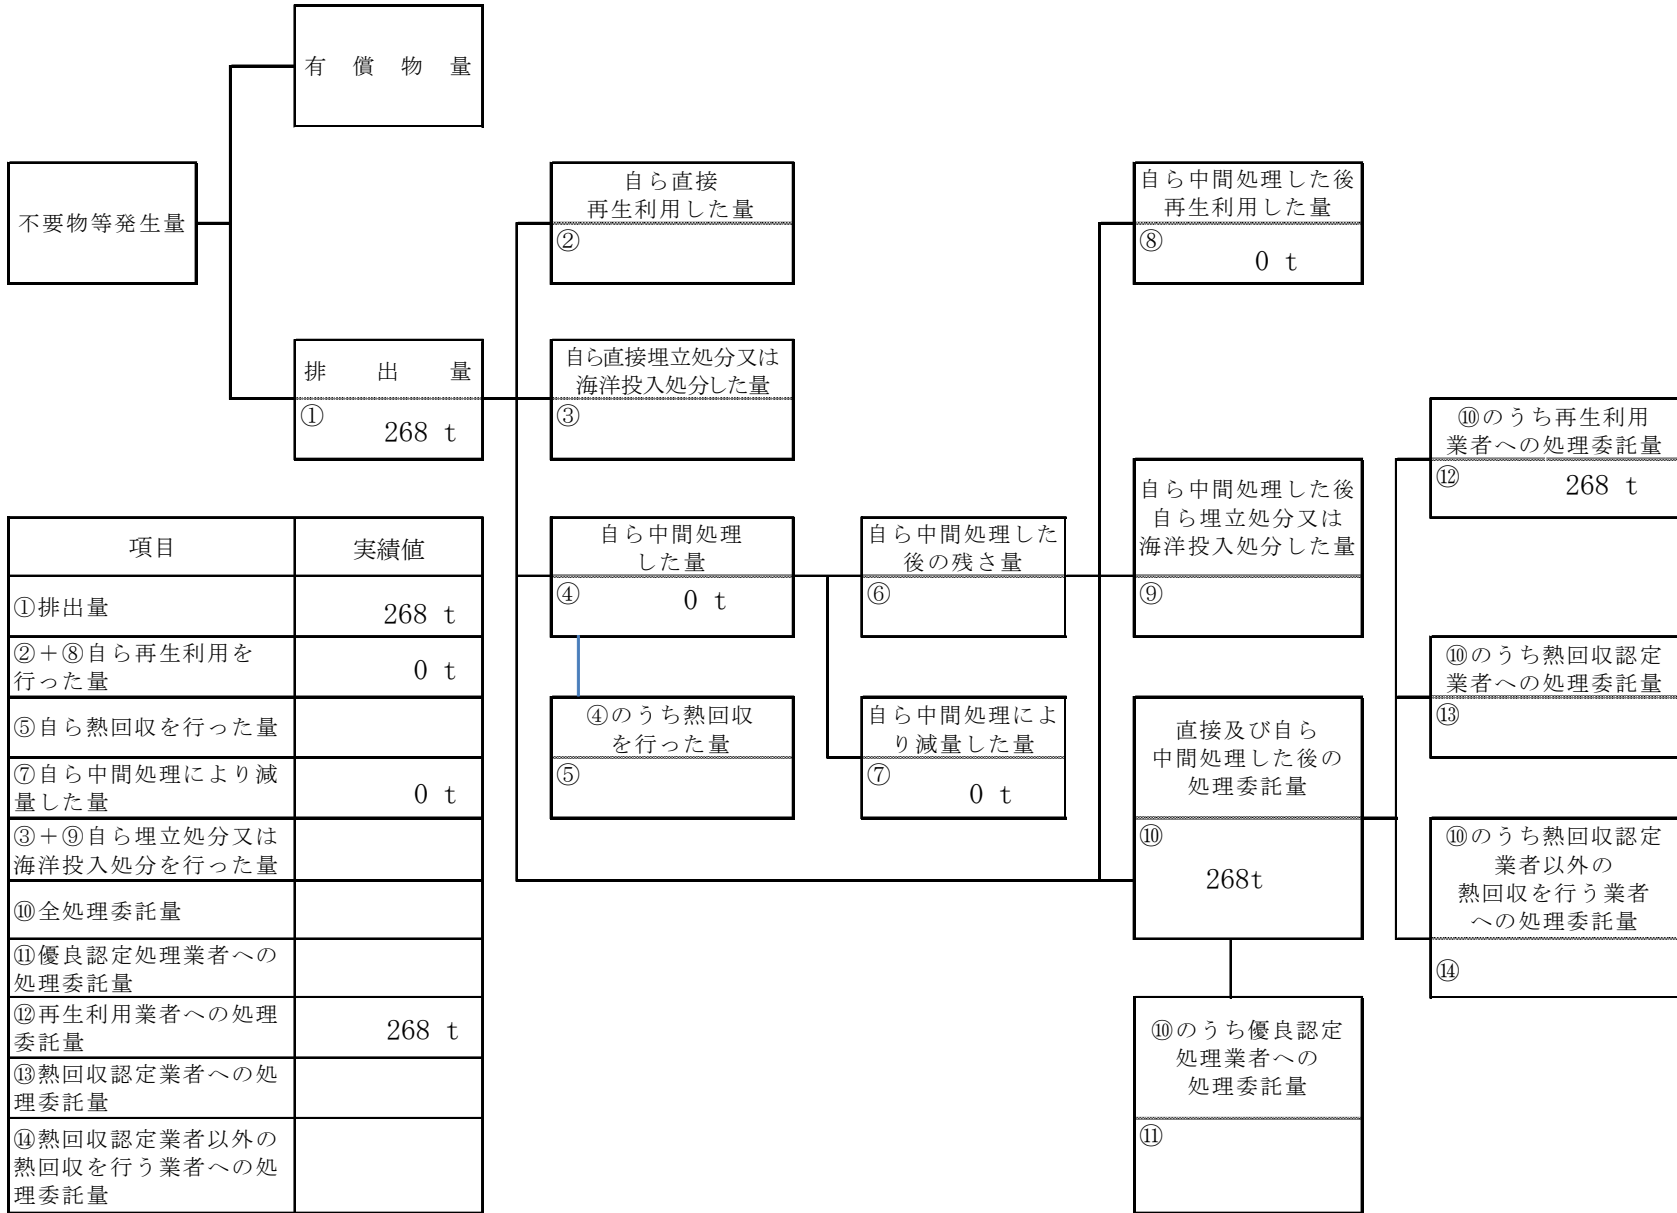 有償物量
不要物等発生量
排出量
①
268 t
自ら直接
再生利用した量
②
自ら直接埋立処分又は
海洋投入処分した量
③
自ら中間処理
した量
④
0 t
④のうち熱回収
を行った量
⑤
自ら中間処理した
後の残さ量
⑥
自ら中間処理によ
り減量した量
⑦
0 t
自ら中間処理した後
再生利用した量
⑧
0 t
自ら中間処理した後
自ら埋立処分又は
海洋投入処分した量
⑨
直接及び自ら
中間処理した後の
処理委託量
⑩
268t
⑩のうち優良認定
処理業者への
処理委託量
⑪
⑩のうち再生利用
業者への処理委託量
⑫
268 t
⑩のうち熱回収認定
業者への処理委託量
⑬
⑩のうち熱回収認定
業者以外の
熱回収を行う業者
への処理委託量
⑭
項目 実績値
①排出量 268 t
②+⑧自ら再生利用を
行った量 0 t
⑤自ら熱回収を行った量
⑦自ら中間処理により減
量した量 0 t
③+⑨自ら埋立処分又は
海洋投入処分を行った量
⑩全処理委託量
⑪優良認定処理業者への
処理委託量
⑫再生利用業者への処理
委託量 268 t
⑬熱回収認定業者への処
理委託量
⑭熱回収認定業者以外の
熱回収を行う業者への処
理委託量